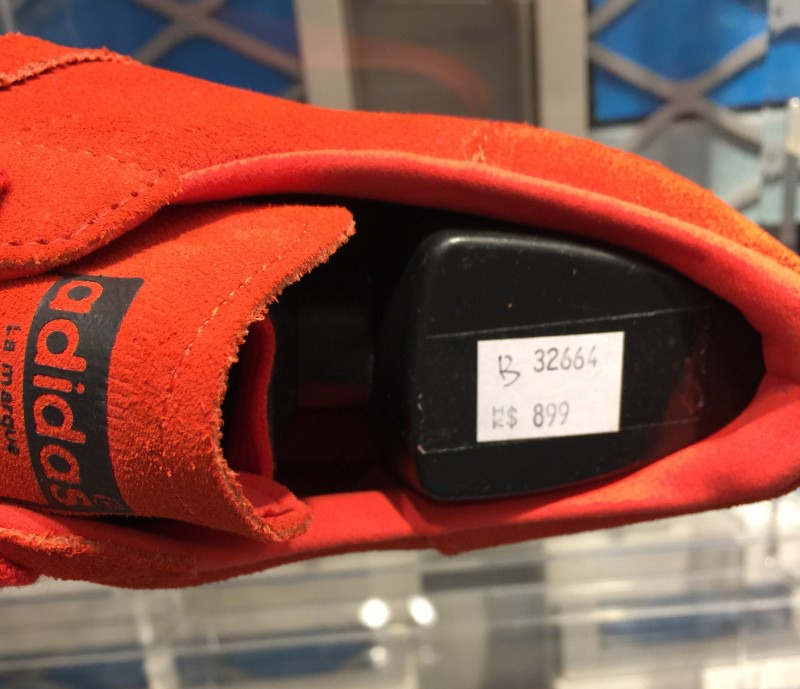 adidas
La marque
B 32664
HK$ 899